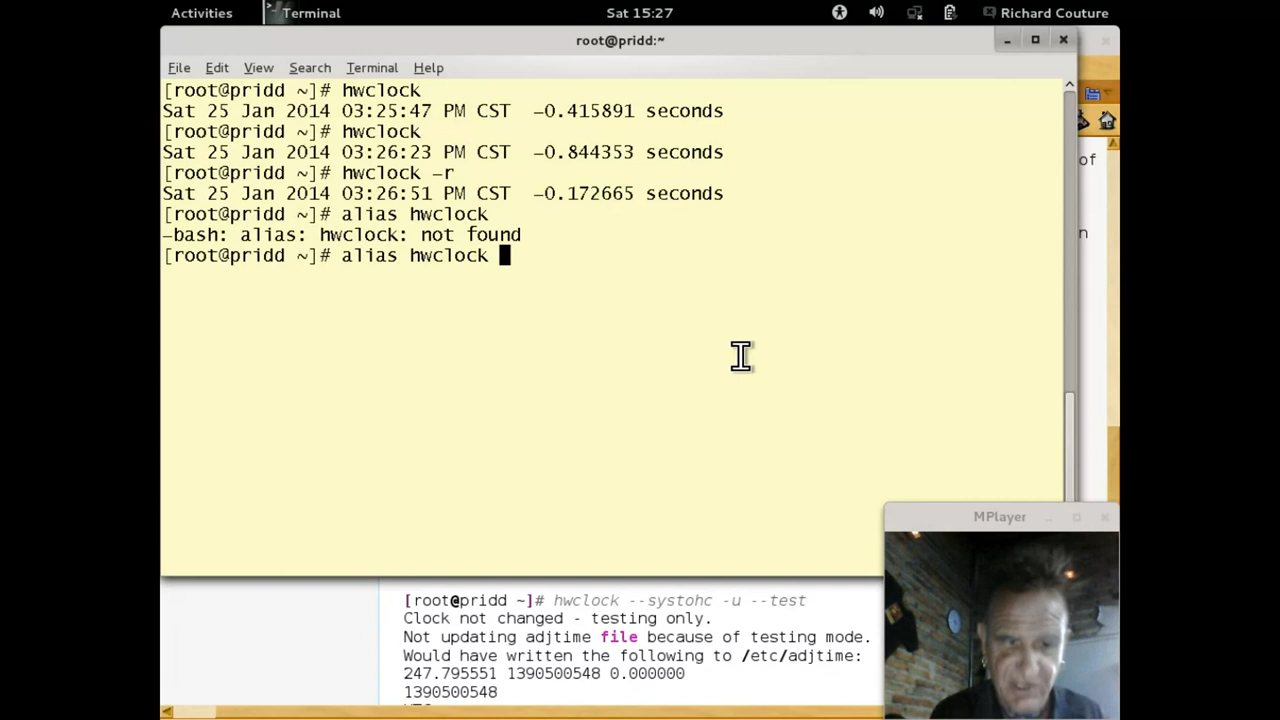 Activities Terminal Sat 15:27 Richard Couture
root@pridd:~
File Edit View Search Terminal Help
[root@pridd ~]# hwclock
Sat 25 Jan 2014 03:25:47 PM CST  -0.415891 seconds
[root@pridd ~]# hwclock
Sat 25 Jan 2014 03:26:23 PM CST  -0.844353 seconds
[root@pridd ~]# hwclock -r
Sat 25 Jan 2014 03:26:51 PM CST  -0.172665 seconds
[root@pridd ~]# alias hwclock
-bash: alias: hwclock: not found
[root@pridd ~]# alias hwclock
of
n
MPlayer
[root@pridd ~]# hwclock --systohc -u --test
Clock not changed - testing only.
Not updating adjtime file because of testing mode.
Would have written the following to /etc/adjtime:
247.795551 1390500548 0.000000
1390500548